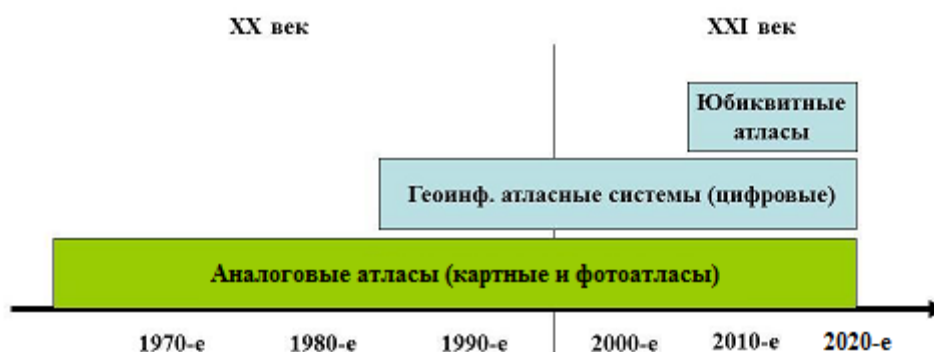 XX век
XXI век
Юбиквитные
атласы
Геоинф. атласные системы (цифровые)
Аналоговые атласы (картные и фотоатласы)
1970-е
1980-е
1990-е
2000-е
2010-е
2020-е